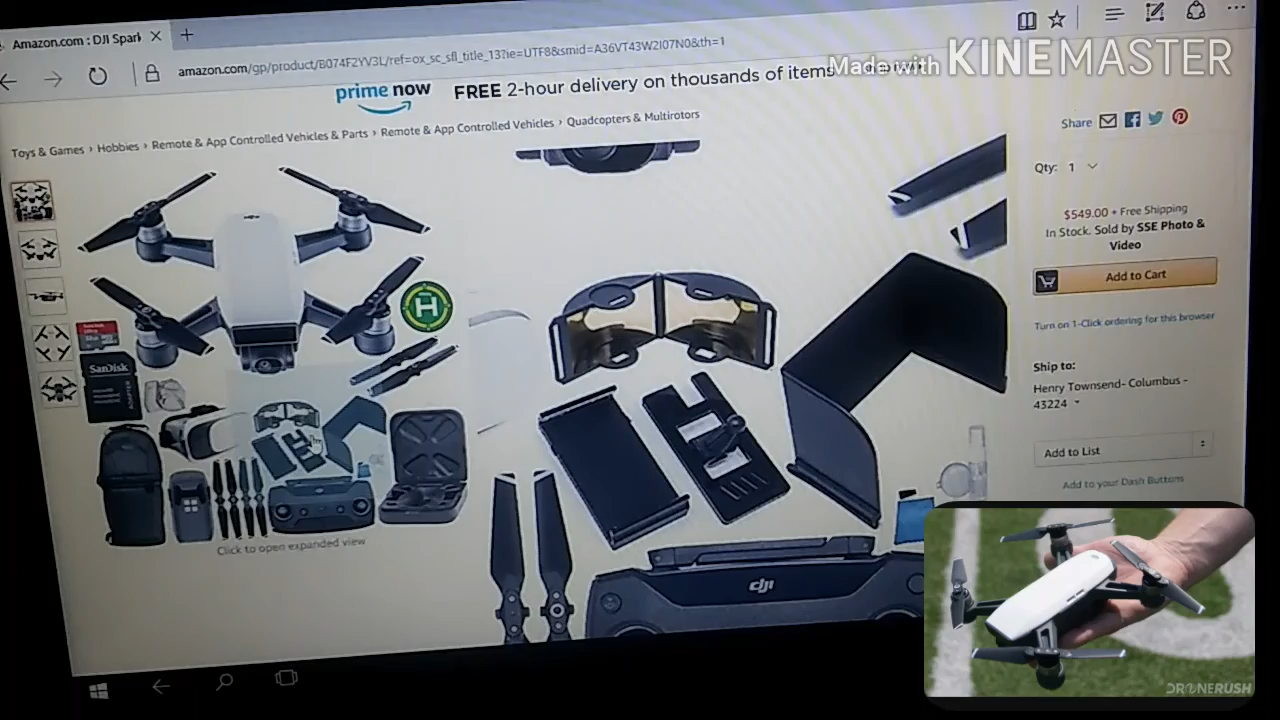 Amazon.com : DJI Spark
amazon.com/gp/product/B074F2YV3L/ref=ox_sc_sfl_title_13?ie=UTF8&smid=A36VT43W2I07N0&th=1
Made with KINEMASTER
prime now FREE 2-hour delivery on thousands of items
Toys & Games › Hobbies › Remote & App Controlled Vehicles & Parts › Remote & App Controlled Vehicles › Quadcopters & Multirotors
Share
Qty: 1
$549.00 + Free Shipping
In Stock. Sold by SSE Photo &
Video
Add to Cart
Turn on 1-Click ordering for this browser
Ship to:
Henry Townsend- Columbus -
43224
Add to List
Add to your Dash Buttons
H
SanDisk
SanDisk
ADAPTER
Click to open expanded view
dji
DRONERUSH